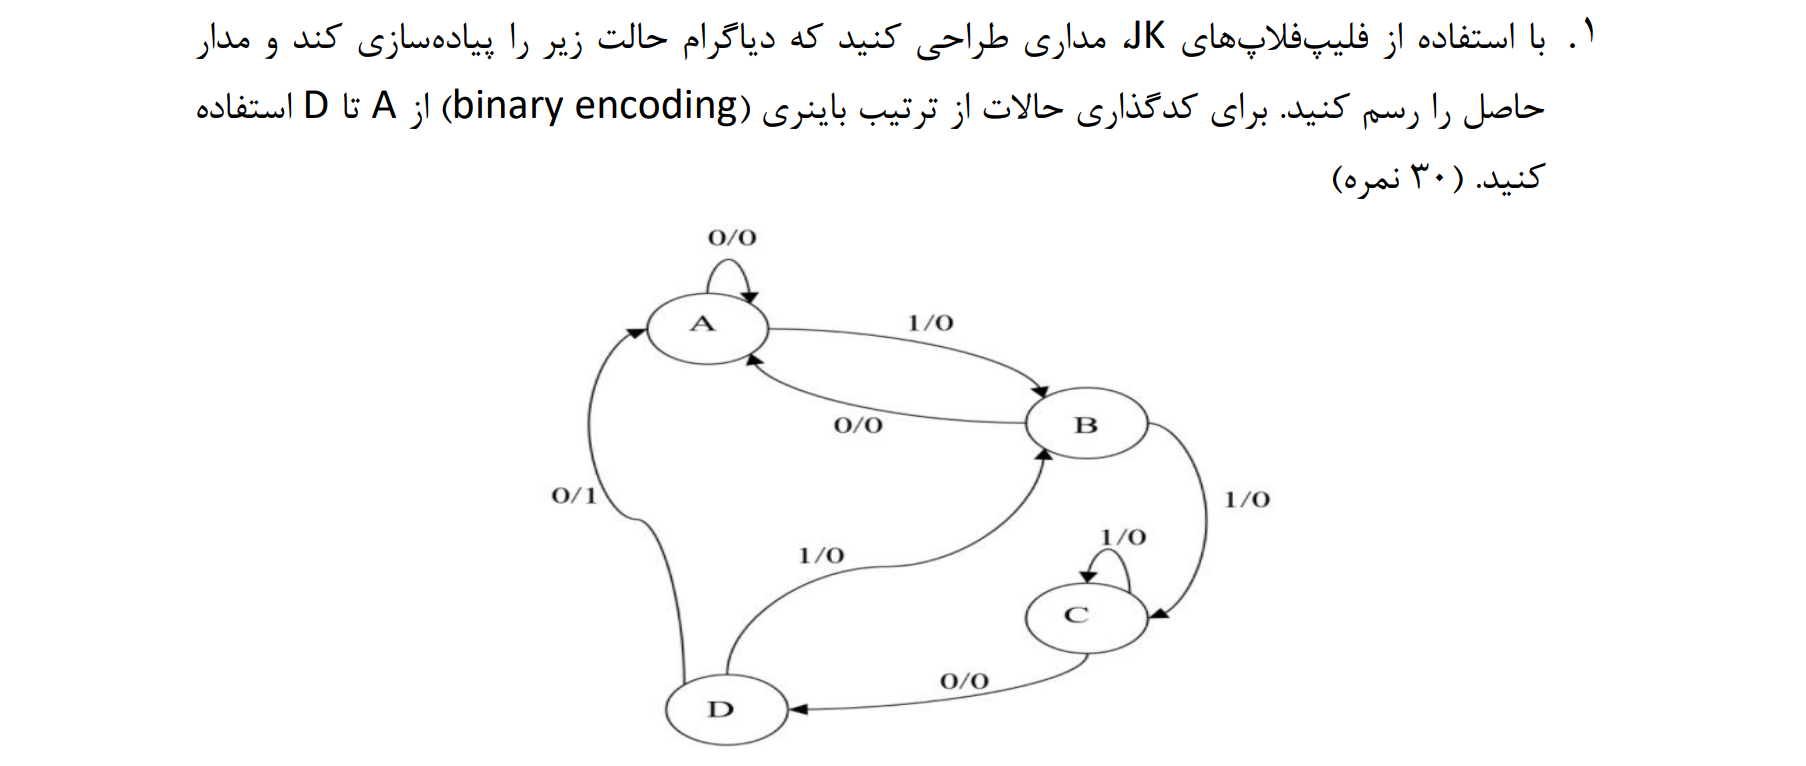 ۱. با استفاده از فلیپ‌فلاپ‌های JK، مداری طراحی کنید که دیاگرام حالت زیر را پیاده‌سازی کند و مدار
حاصل را رسم کنید. برای کدگذاری حالات از ترتیب باینری (binary encoding) از A تا D استفاده
کنید. (۳۰ نمره)
0/0
A
1/0
0/0
B
0/1
1/0
1/0
1/0
C
0/0
D